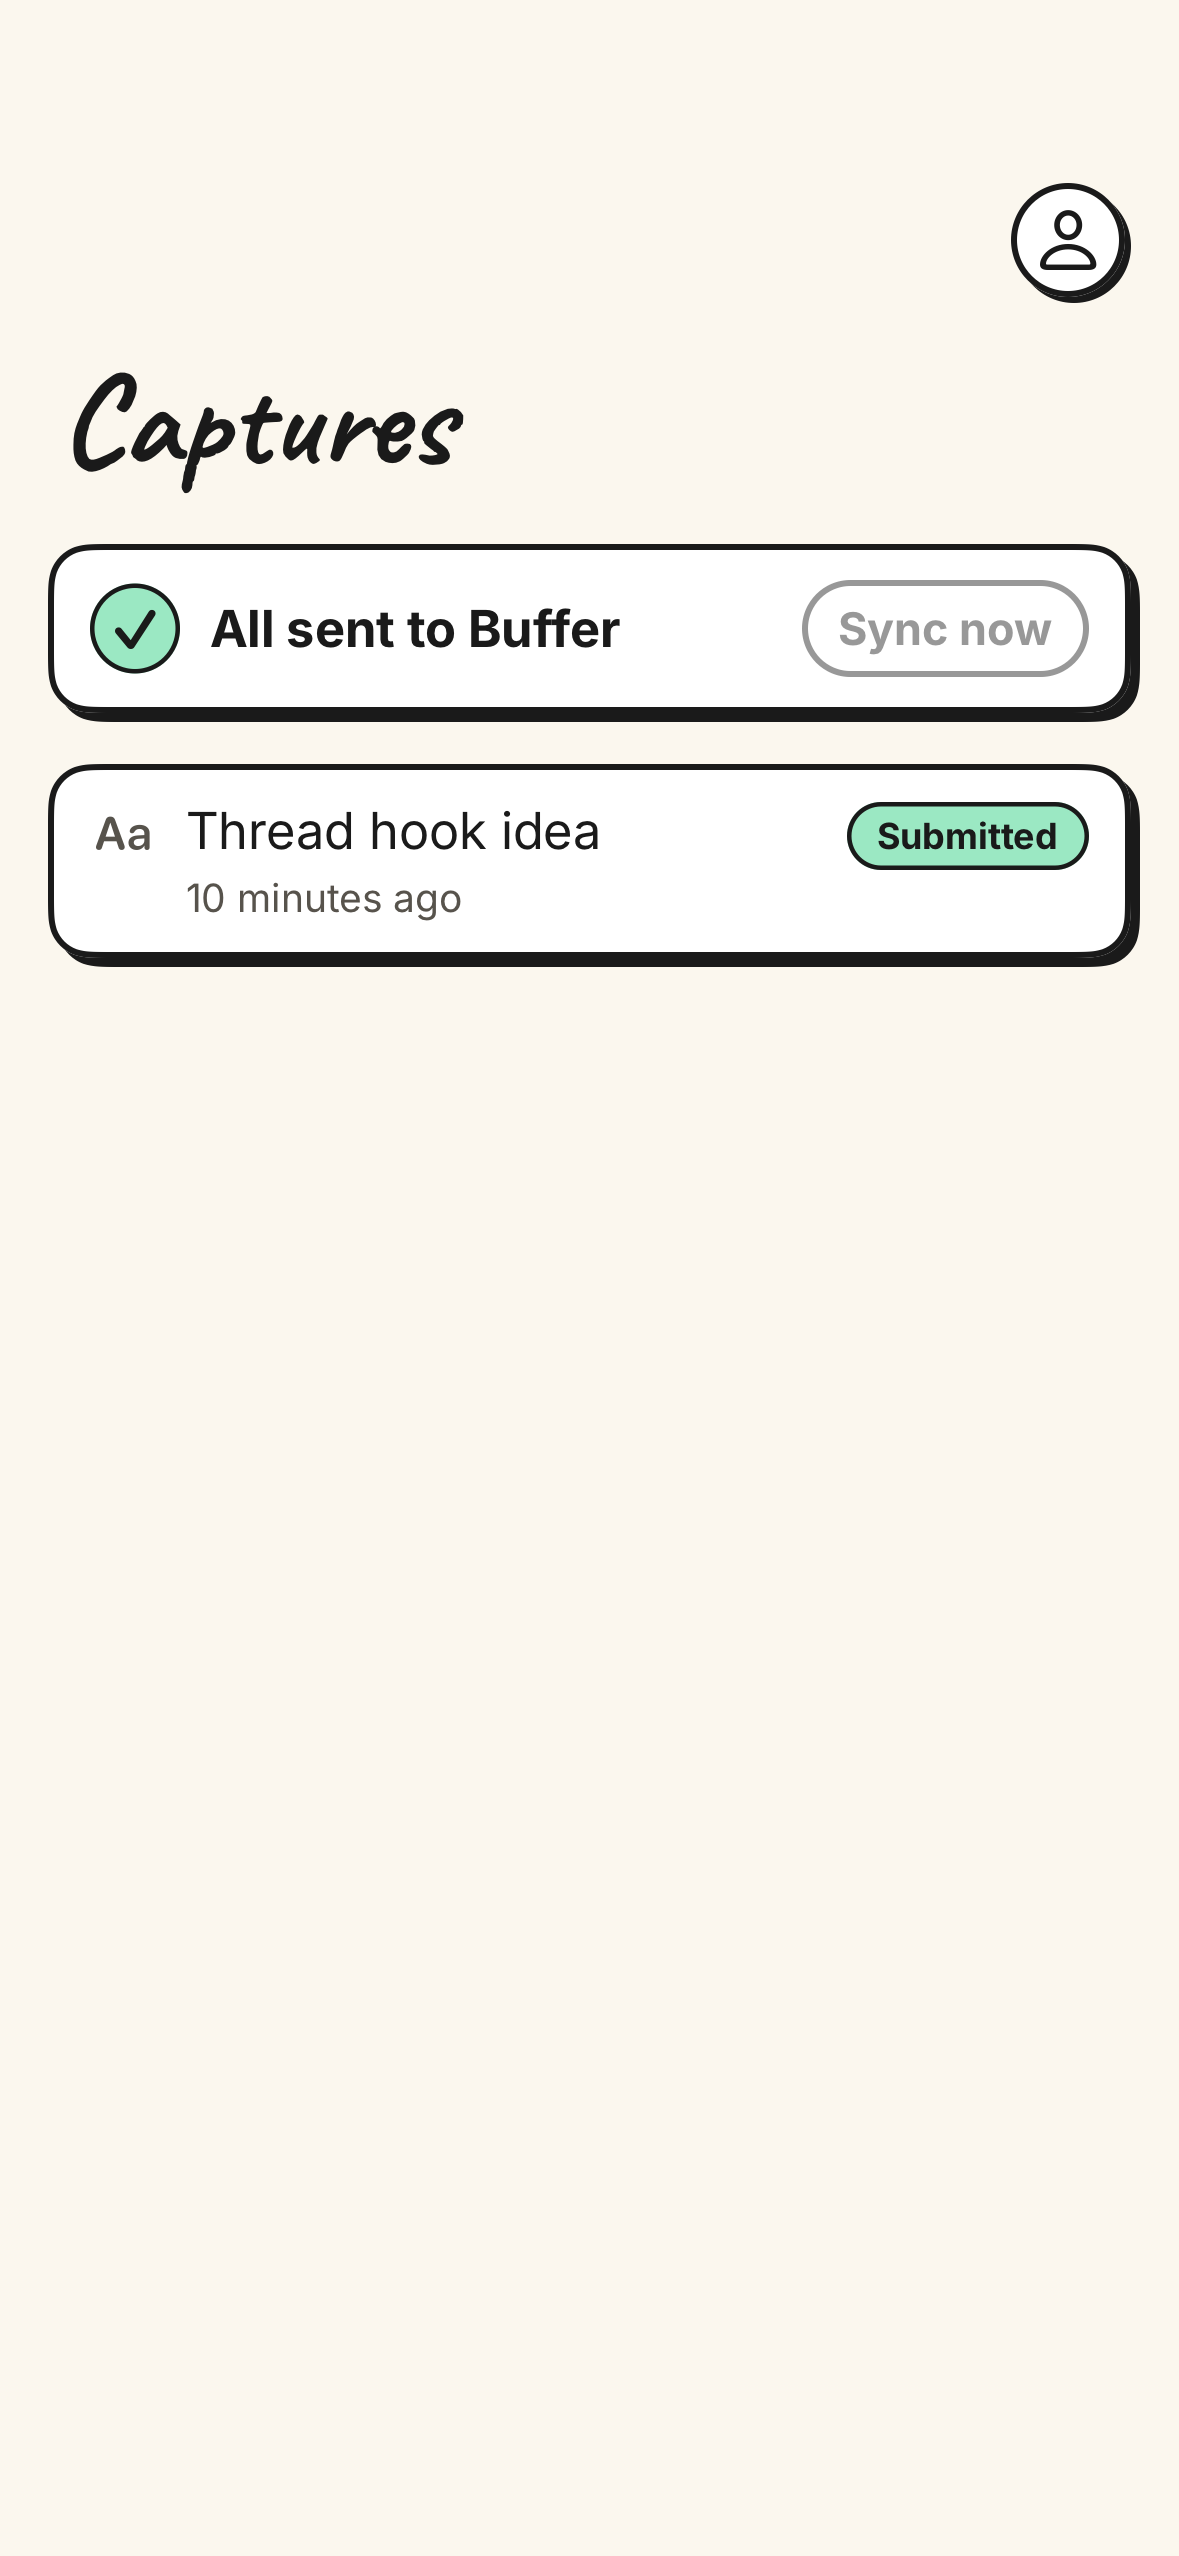 Captures
All sent to Buffer
Sync now
Aa
Thread hook idea
Submitted
10 minutes ago